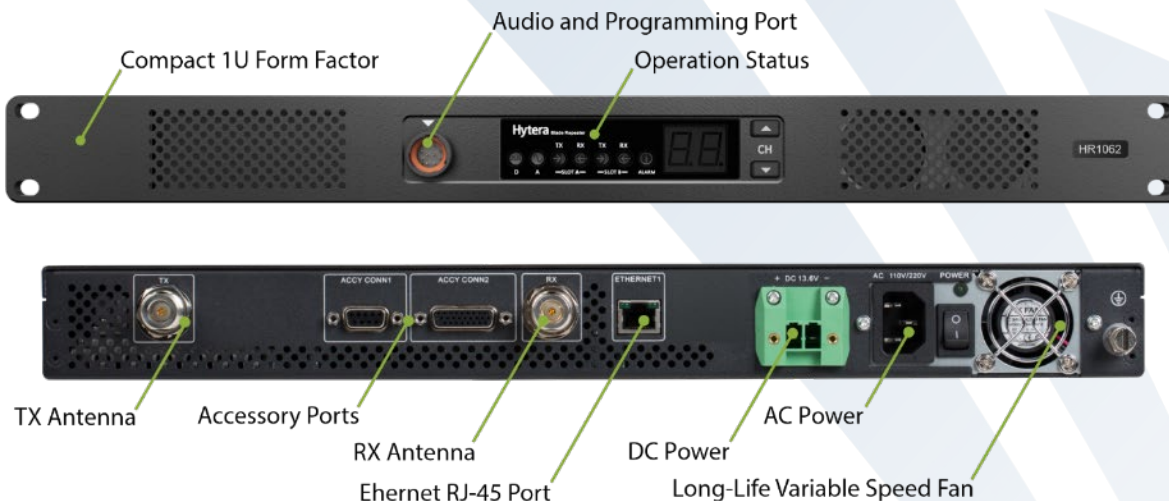 Audio and Programming Port
Compact 1U Form Factor
Operation Status
Hytera Blade Repeater
TX RX TX RX
D A SLOT A SLOT B ALARM
CH
HR1062
TX
ACCY CONN1
ACCY CONN2
RX
ETHERNET1
+ DC 13.6V −
AC 110V/220V
POWER
TX Antenna
Accessory Ports
RX Antenna
Ehernet RJ-45 Port
DC Power
AC Power
Long-Life Variable Speed Fan